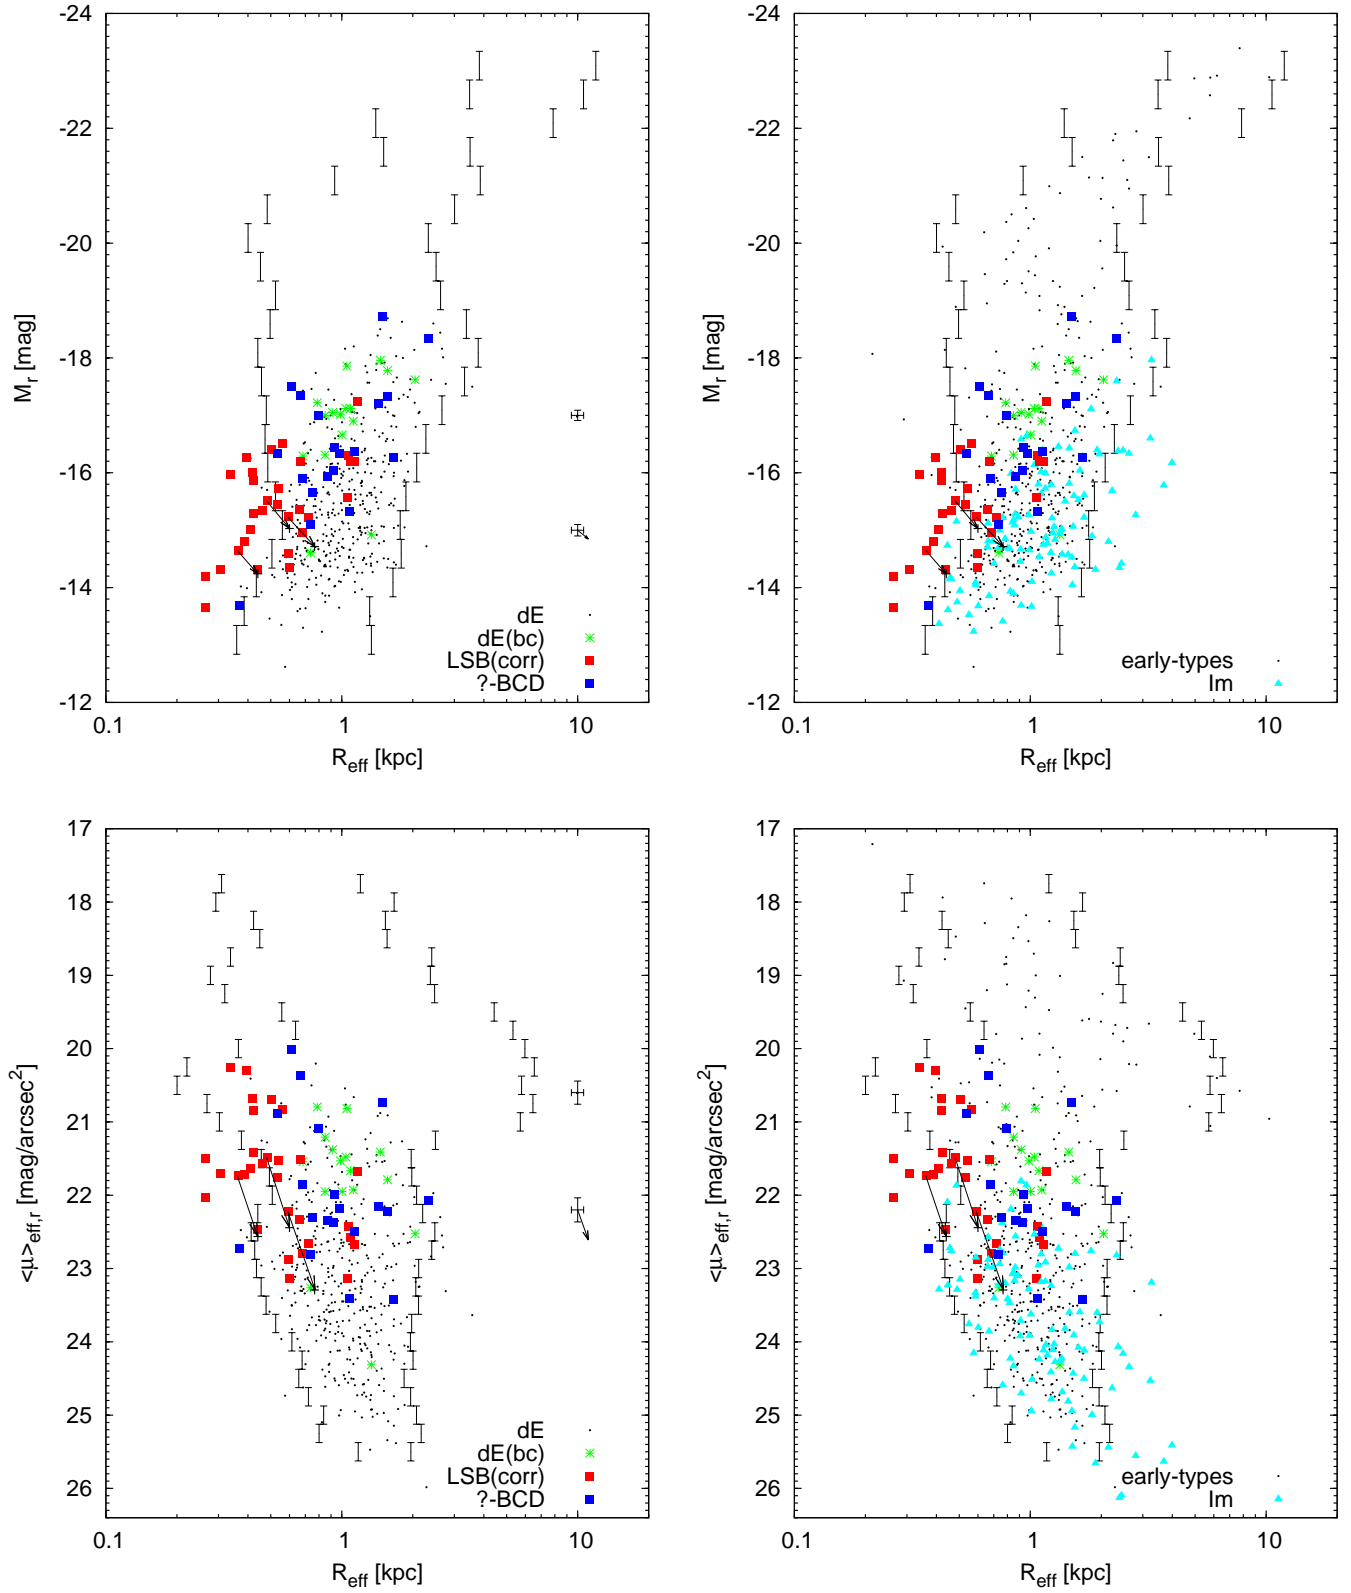 -24
-22
-20
-18
-16
-14
-12
M_r [mag]
0.1
1
10
R_eff [kpc]
dE
dE(bc)
LSB(corr)
?-BCD
-24
-22
-20
-18
-16
-14
-12
M_r [mag]
0.1
1
10
R_eff [kpc]
early-types
Im
17
18
19
20
21
22
23
24
25
26
<μ>_eff,r [mag/arcsec²]
0.1
1
10
R_eff [kpc]
dE
dE(bc)
LSB(corr)
?-BCD
17
18
19
20
21
22
23
24
25
26
<μ>_eff,r [mag/arcsec²]
0.1
1
10
R_eff [kpc]
early-types
Im